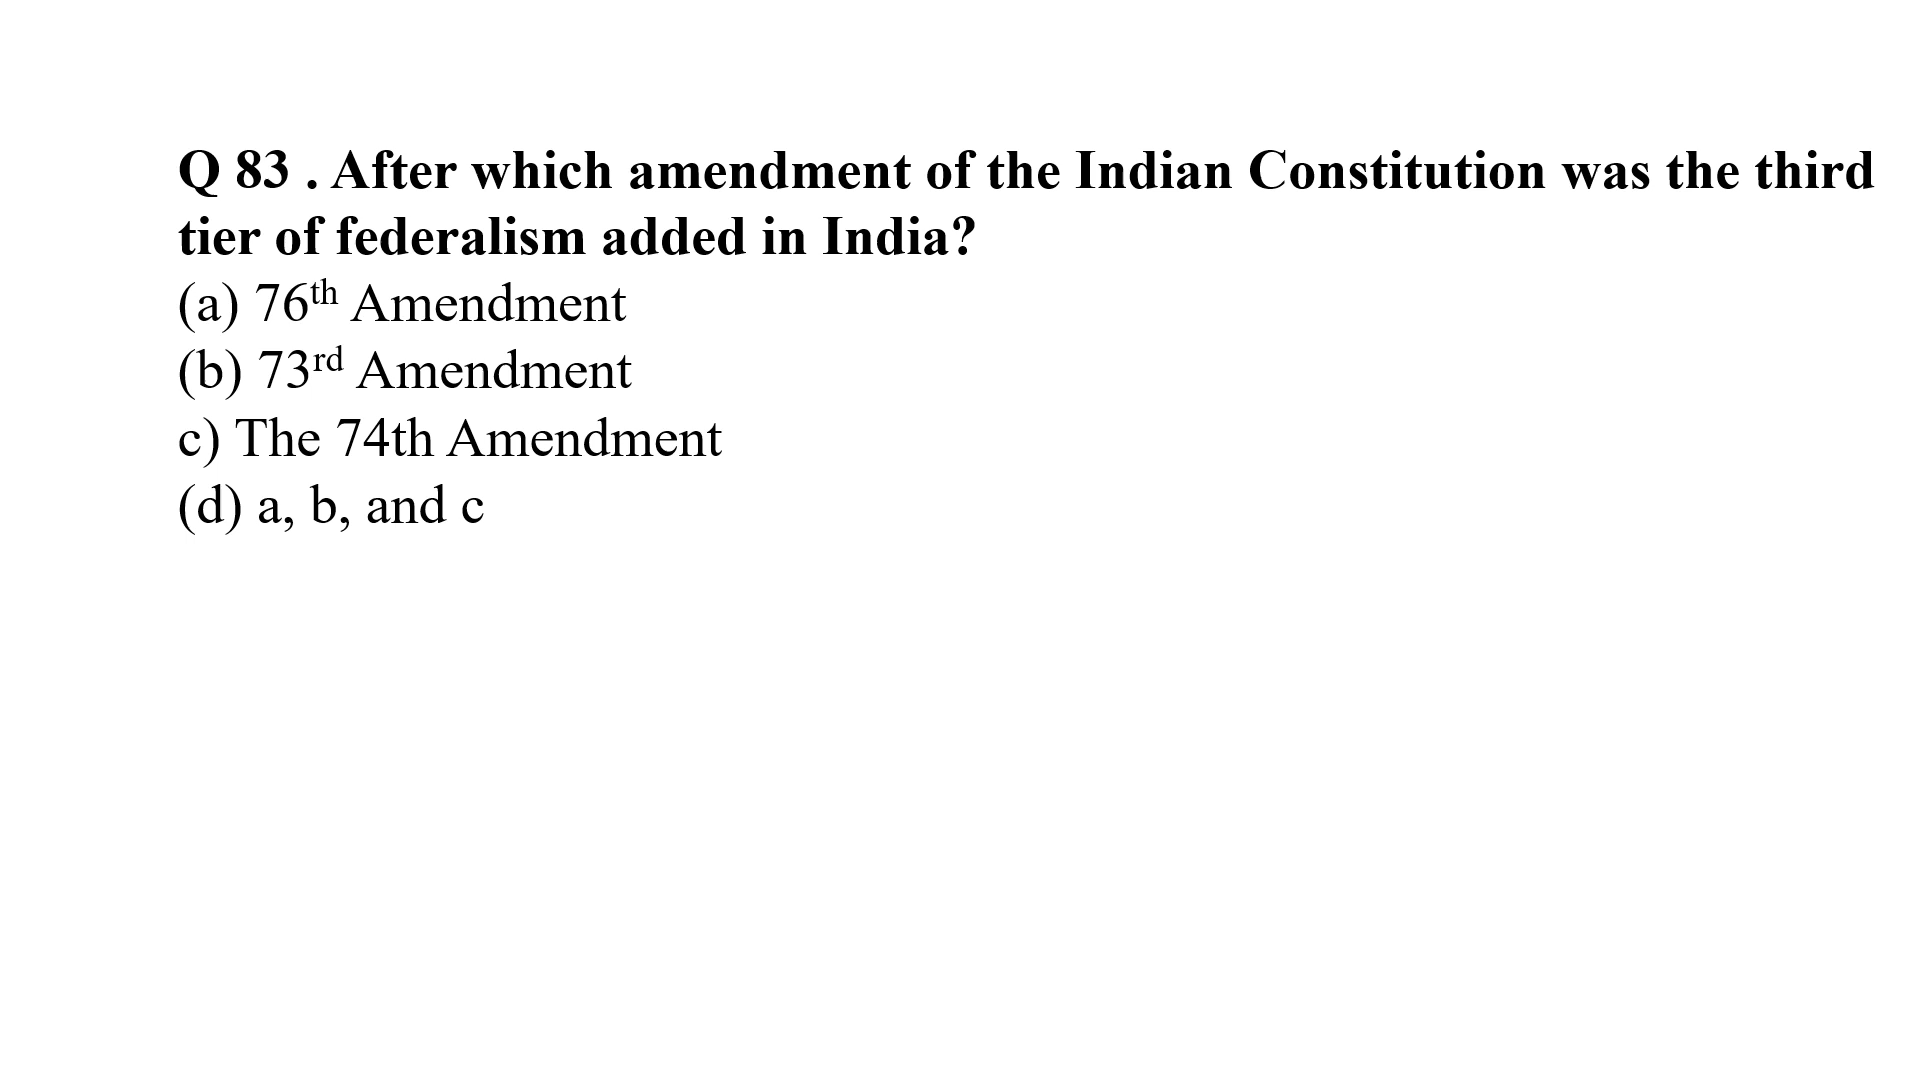 Q 83 . After which amendment of the Indian Constitution was the third
tier of federalism added in India?
(a) 76th Amendment
(b) 73rd Amendment
c) The 74th Amendment
(d) a, b, and c